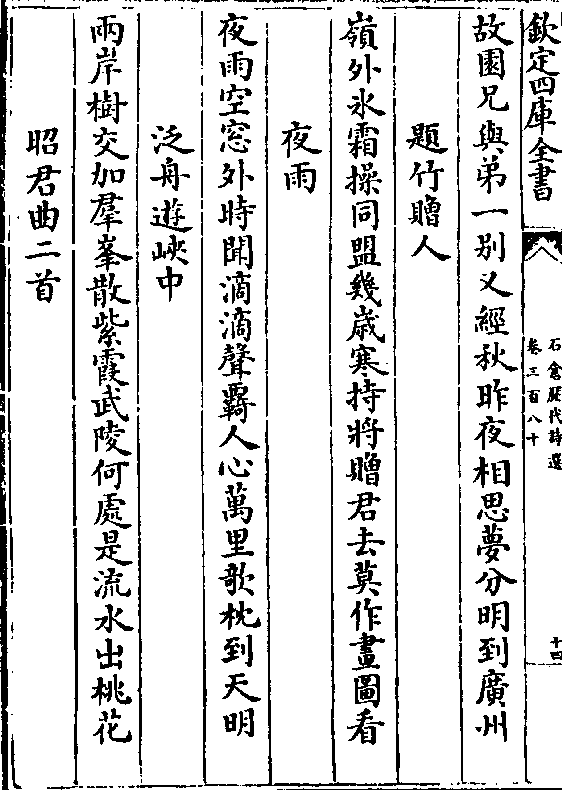 欽定四庫全書
石倉歷代詩選
卷三百八十
十四
故園兄與弟一别又經秋昨夜相思夢分明到廣州
題竹贈人
嶺外氷霜操同盟幾歲寒持將贈君去莫作畫圖看
夜雨
夜雨空窓外時聞滴滴聲覊人心萬里欹枕到天明
泛舟遊峽中
兩岸樹交加羣峯散紫霞武陵何處是流水出桃花
昭君曲二首